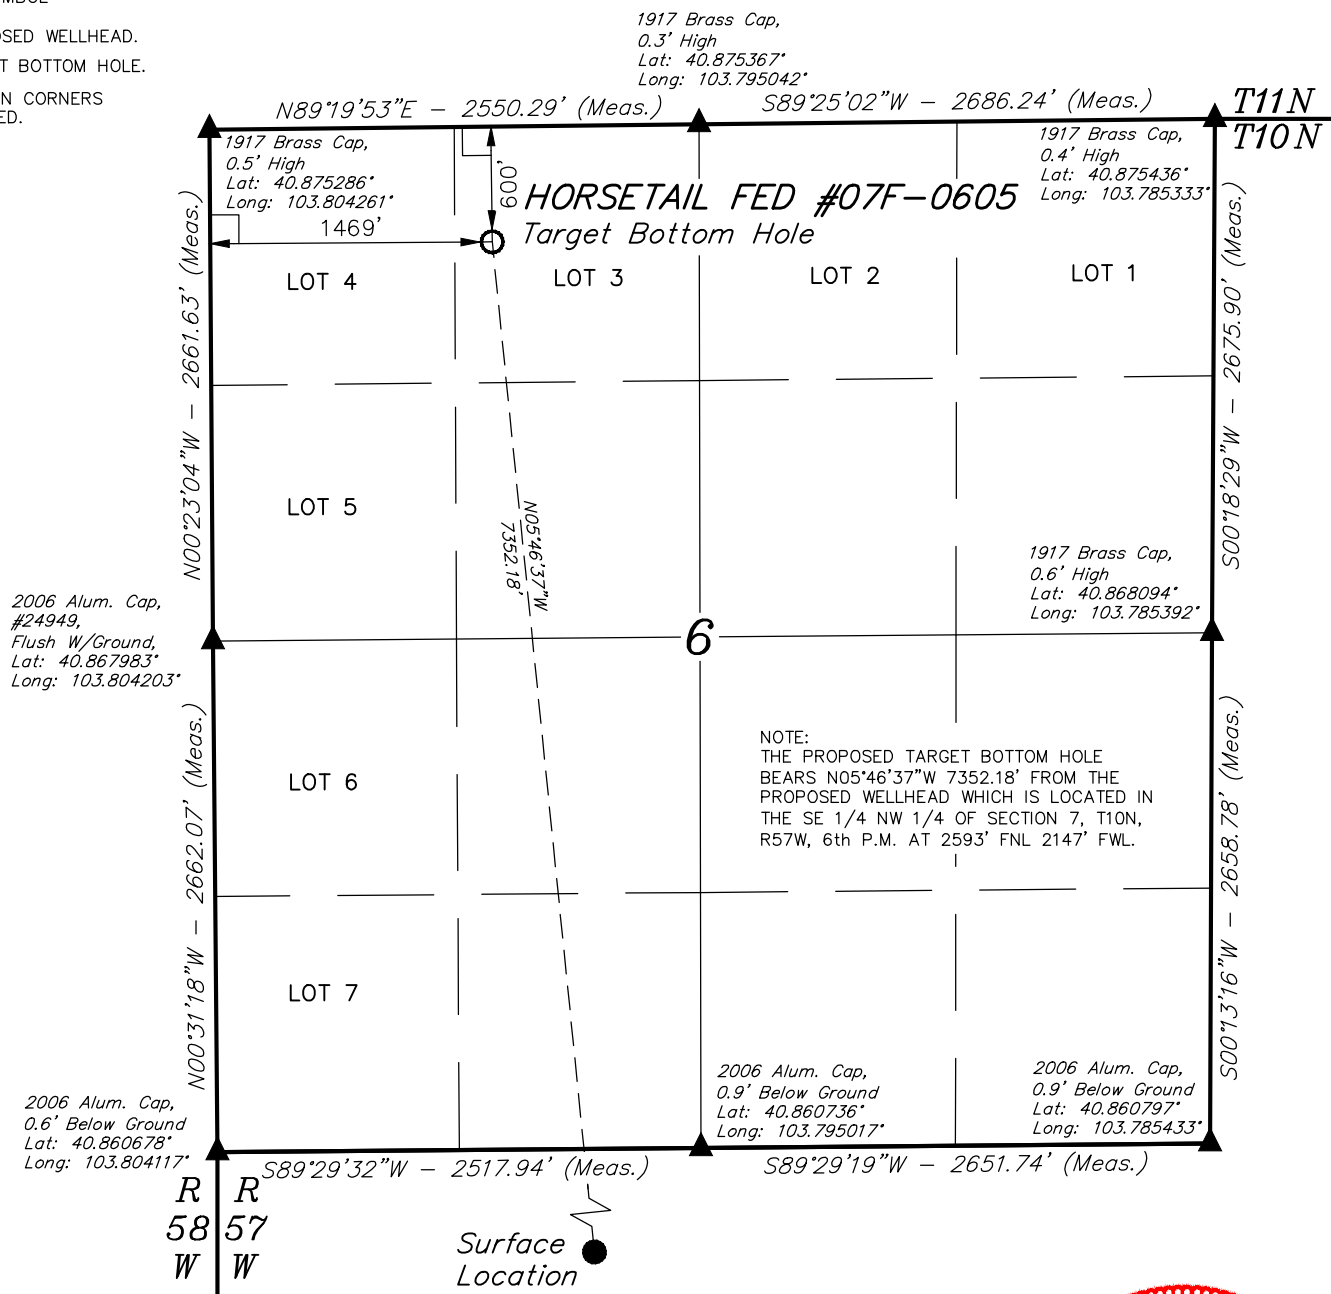 OSED WELLHEAD.
T BOTTOM HOLE.
N CORNERS
ED.
1917 Brass Cap,
0.3' High
Lat: 40.875367°
Long: 103.795042°
N89°19'53"E - 2550.29' (Meas.)
S89°25'02"W - 2686.24' (Meas.)
T11N
T10N
1917 Brass Cap,
0.5' High
Lat: 40.875286°
Long: 103.804261°
1917 Brass Cap,
0.4' High
Lat: 40.875436°
Long: 103.785333°
600'
HORSETAIL FED #07F-0605
Target Bottom Hole
1469'
LOT 4
LOT 3
LOT 2
LOT 1
N00°23'04"W - 2661.63' (Meas.)
S00°18'29"W - 2675.90' (Meas.)
LOT 5
N05°46'37"W
7352.18'
1917 Brass Cap,
0.6' High
Lat: 40.868094°
Long: 103.785392°
2006 Alum. Cap,
#24949,
Flush W/Ground,
Lat: 40.867983°
Long: 103.804203°
6
NOTE:
THE PROPOSED TARGET BOTTOM HOLE
BEARS N05°46'37"W 7352.18' FROM THE
PROPOSED WELLHEAD WHICH IS LOCATED IN
THE SE 1/4 NW 1/4 OF SECTION 7, T10N,
R57W, 6th P.M. AT 2593' FNL 2147' FWL.
LOT 6
N00°31'18"W - 2662.07' (Meas.)
S00°13'16"W - 2658.78' (Meas.)
LOT 7
2006 Alum. Cap,
0.6' Below Ground
Lat: 40.860678°
Long: 103.804117°
2006 Alum. Cap,
0.9' Below Ground
Lat: 40.860736°
Long: 103.795017°
2006 Alum. Cap,
0.9' Below Ground
Lat: 40.860797°
Long: 103.785433°
S89°29'32"W - 2517.94' (Meas.)
S89°29'19"W - 2651.74' (Meas.)
R R
58 57
W W
Surface
Location